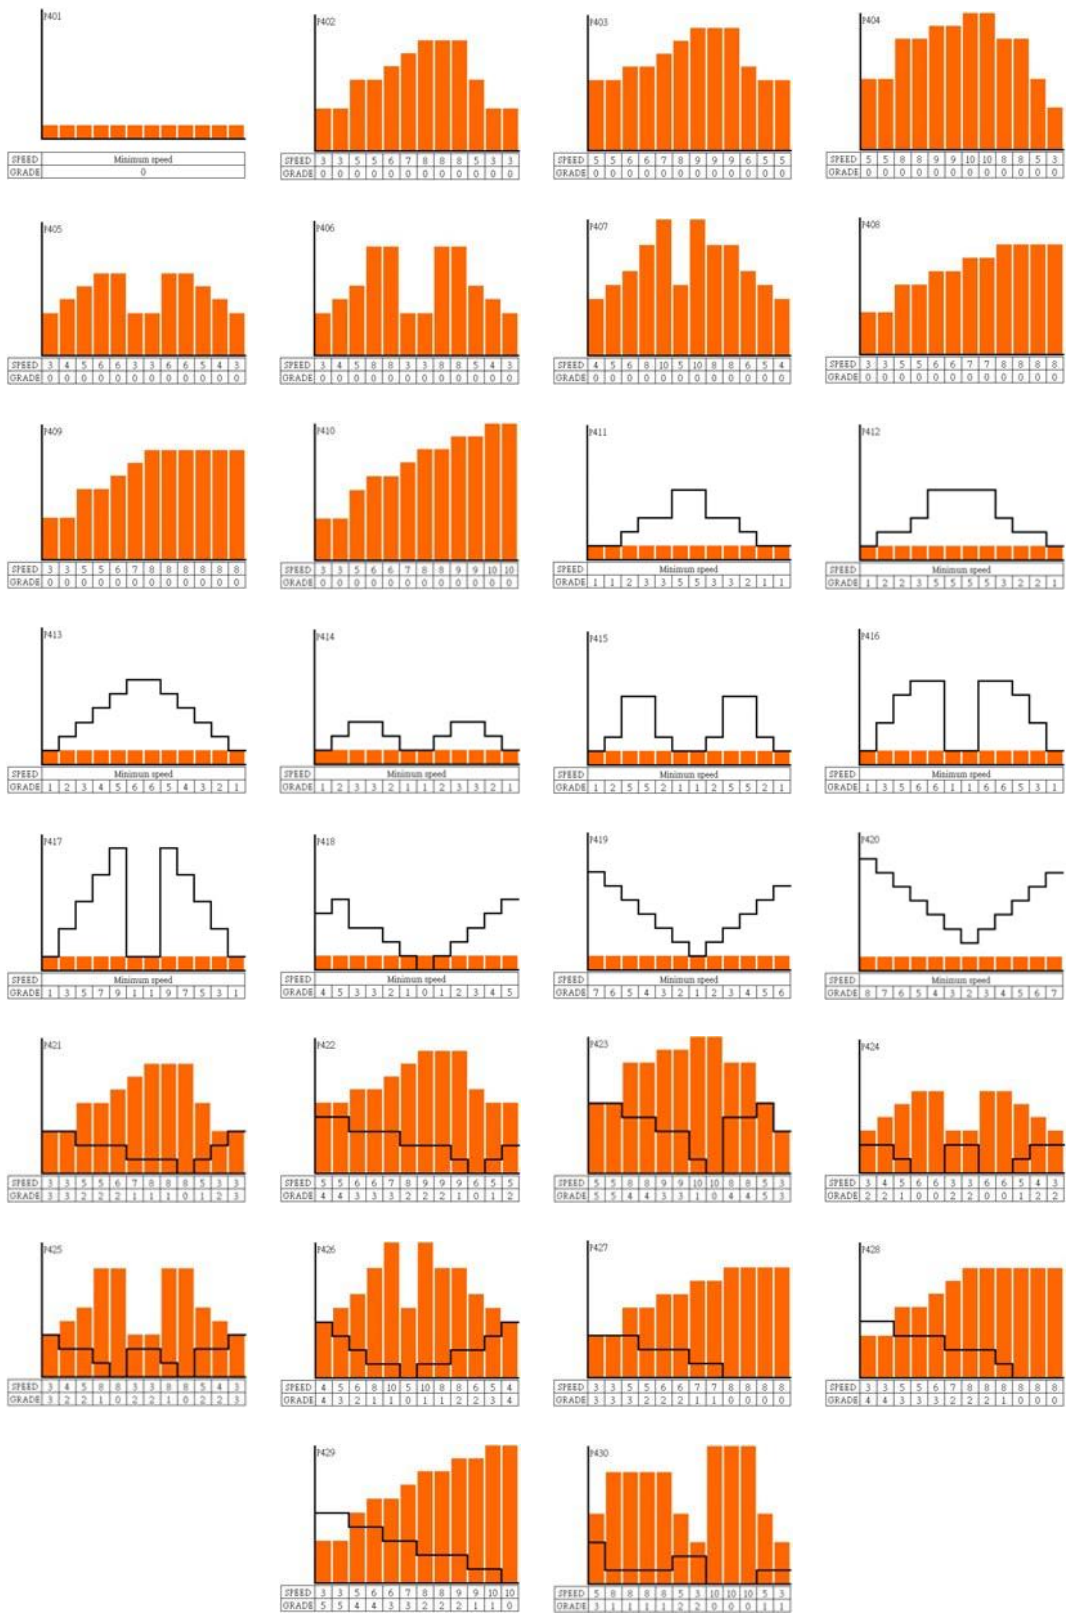 P401
SPEED Minimum speed
GRADE 0
P402
SPEED 3 3 5 5 6 7 8 8 8 5 3 3
GRADE 0 0 0 0 0 0 0 0 0 0 0 0
P403
SPEED 5 5 6 6 7 8 9 9 9 6 5 5
GRADE 0 0 0 0 0 0 0 0 0 0 0 0
P404
SPEED 5 5 8 8 9 9 10 10 8 8 5 3
GRADE 0 0 0 0 0 0 0 0 0 0 0 0
P405
SPEED 3 4 5 6 6 3 3 6 6 5 4 3
GRADE 0 0 0 0 0 0 0 0 0 0 0 0
P406
SPEED 3 4 5 8 8 3 3 8 8 5 4 3
GRADE 0 0 0 0 0 0 0 0 0 0 0 0
P407
SPEED 4 5 6 8 10 5 10 8 8 6 5 4
GRADE 0 0 0 0 0 0 0 0 0 0 0 0
P408
SPEED 3 3 5 5 6 6 7 7 8 8 8 8
GRADE 0 0 0 0 0 0 0 0 0 0 0 0
P409
SPEED 3 3 5 5 6 7 8 8 8 8 8 8
GRADE 0 0 0 0 0 0 0 0 0 0 0 0
P410
SPEED 3 3 5 6 6 7 8 8 9 9 10 10
GRADE 0 0 0 0 0 0 0 0 0 0 0 0
P411
SPEED Minimum speed
GRADE 1 1 2 3 3 5 5 3 3 2 1 1
P412
SPEED Minimum speed
GRADE 1 2 2 3 5 5 5 5 3 2 2 1
P413
SPEED Minimum speed
GRADE 1 2 3 4 5 6 6 5 4 3 2 1
P414
SPEED Minimum speed
GRADE 1 2 3 3 2 1 1 2 3 3 2 1
P415
SPEED Minimum speed
GRADE 1 2 5 5 2 1 1 2 5 5 2 1
P416
SPEED Minimum speed
GRADE 1 3 5 6 6 1 1 6 6 5 3 1
P417
SPEED Minimum speed
GRADE 1 3 5 7 9 1 1 9 7 5 3 1
P418
SPEED Minimum speed
GRADE 4 5 3 3 2 1 0 1 2 3 4 5
P419
SPEED Minimum speed
GRADE 7 6 5 4 3 2 1 2 3 4 5 6
P420
SPEED Minimum speed
GRADE 8 7 6 5 4 3 2 3 4 5 6 7
P421
SPEED 3 3 5 5 6 7 8 8 8 5 3 3
GRADE 3 3 2 2 2 1 1 1 0 1 2 3
P422
SPEED 5 5 6 6 7 8 9 9 9 6 5 5
GRADE 4 4 3 3 3 2 2 2 1 0 1 2
P423
SPEED 5 5 8 8 9 9 10 10 8 8 5 3
GRADE 5 5 4 4 3 3 1 0 4 4 5 3
P424
SPEED 3 4 5 6 6 3 3 6 6 5 4 3
GRADE 2 2 1 0 0 2 2 0 0 1 2 2
P425
SPEED 3 4 5 8 8 3 3 8 8 5 4 3
GRADE 3 2 2 1 0 2 2 1 0 2 2 3
P426
SPEED 4 5 6 8 10 5 10 8 8 6 5 4
GRADE 4 3 2 1 1 0 1 1 2 2 3 4
P427
SPEED 3 3 5 5 6 6 7 7 8 8 8 8
GRADE 3 3 3 2 2 2 1 1 0 0 0 0
P428
SPEED 3 3 5 5 6 7 8 8 8 8 8 8
GRADE 4 4 3 3 3 2 2 2 1 0 0 0
P429
SPEED 3 3 5 6 6 7 8 8 9 9 10 10
GRADE 5 5 4 4 3 3 2 2 2 1 1 0
P430
SPEED 5 8 8 8 8 5 3 10 10 10 5 3
GRADE 3 1 1 1 1 2 2 0 0 0 1 1